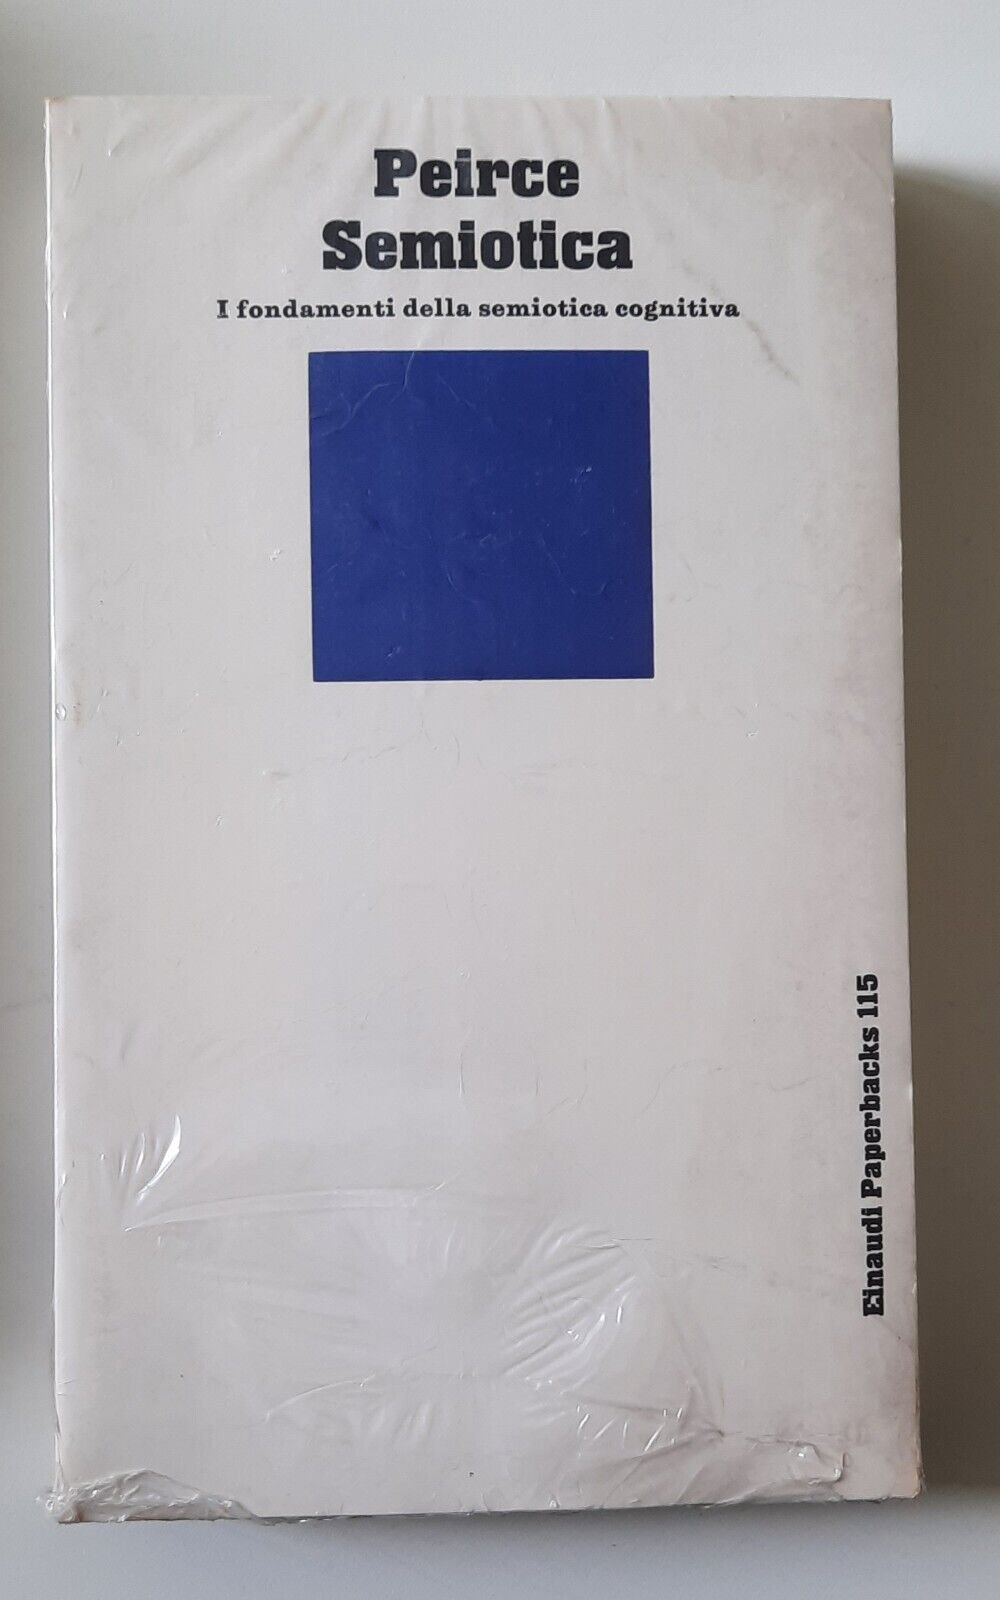 Peirce
Semiotica
I fondamenti della semiotica cognitiva
Einaudi Paperbacks 115